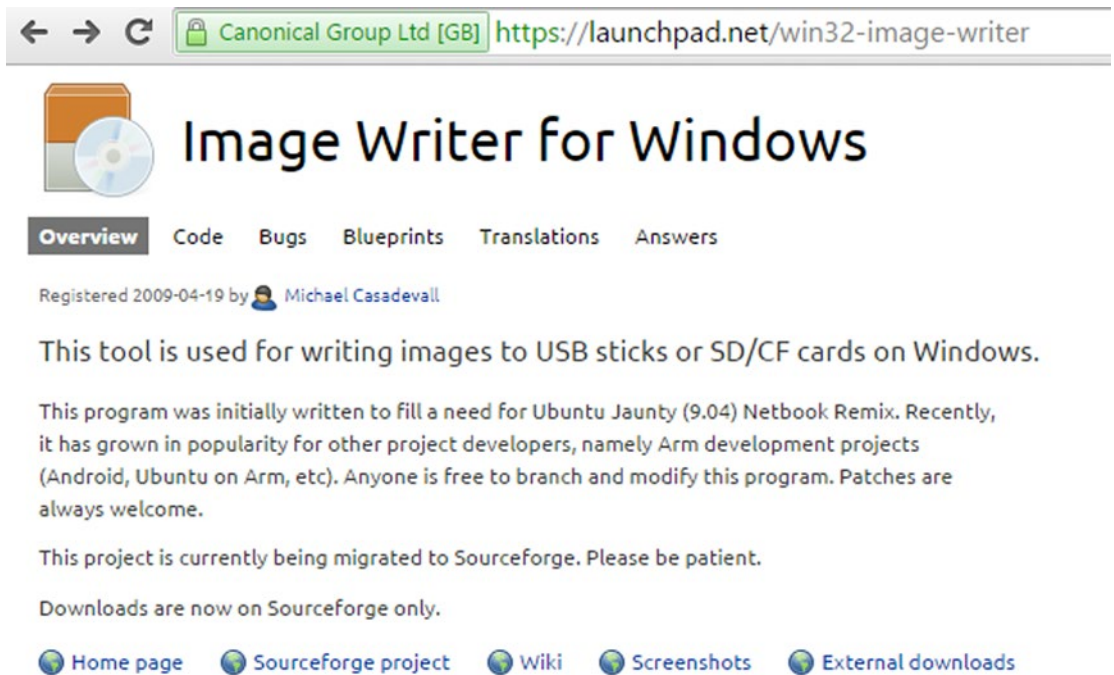 Canonical Group Ltd [GB] https://launchpad.net/win32-image-writer
Image Writer for Windows
Overview Code Bugs Blueprints Translations Answers
Registered 2009-04-19 by Michael Casadevall
This tool is used for writing images to USB sticks or SD/CF cards on Windows.
This program was initially written to fill a need for Ubuntu Jaunty (9.04) Netbook Remix. Recently,
it has grown in popularity for other project developers, namely Arm development projects
(Android, Ubuntu on Arm, etc). Anyone is free to branch and modify this program. Patches are
always welcome.
This project is currently being migrated to Sourceforge. Please be patient.
Downloads are now on Sourceforge only.
Home page Sourceforge project Wiki Screenshots External downloads